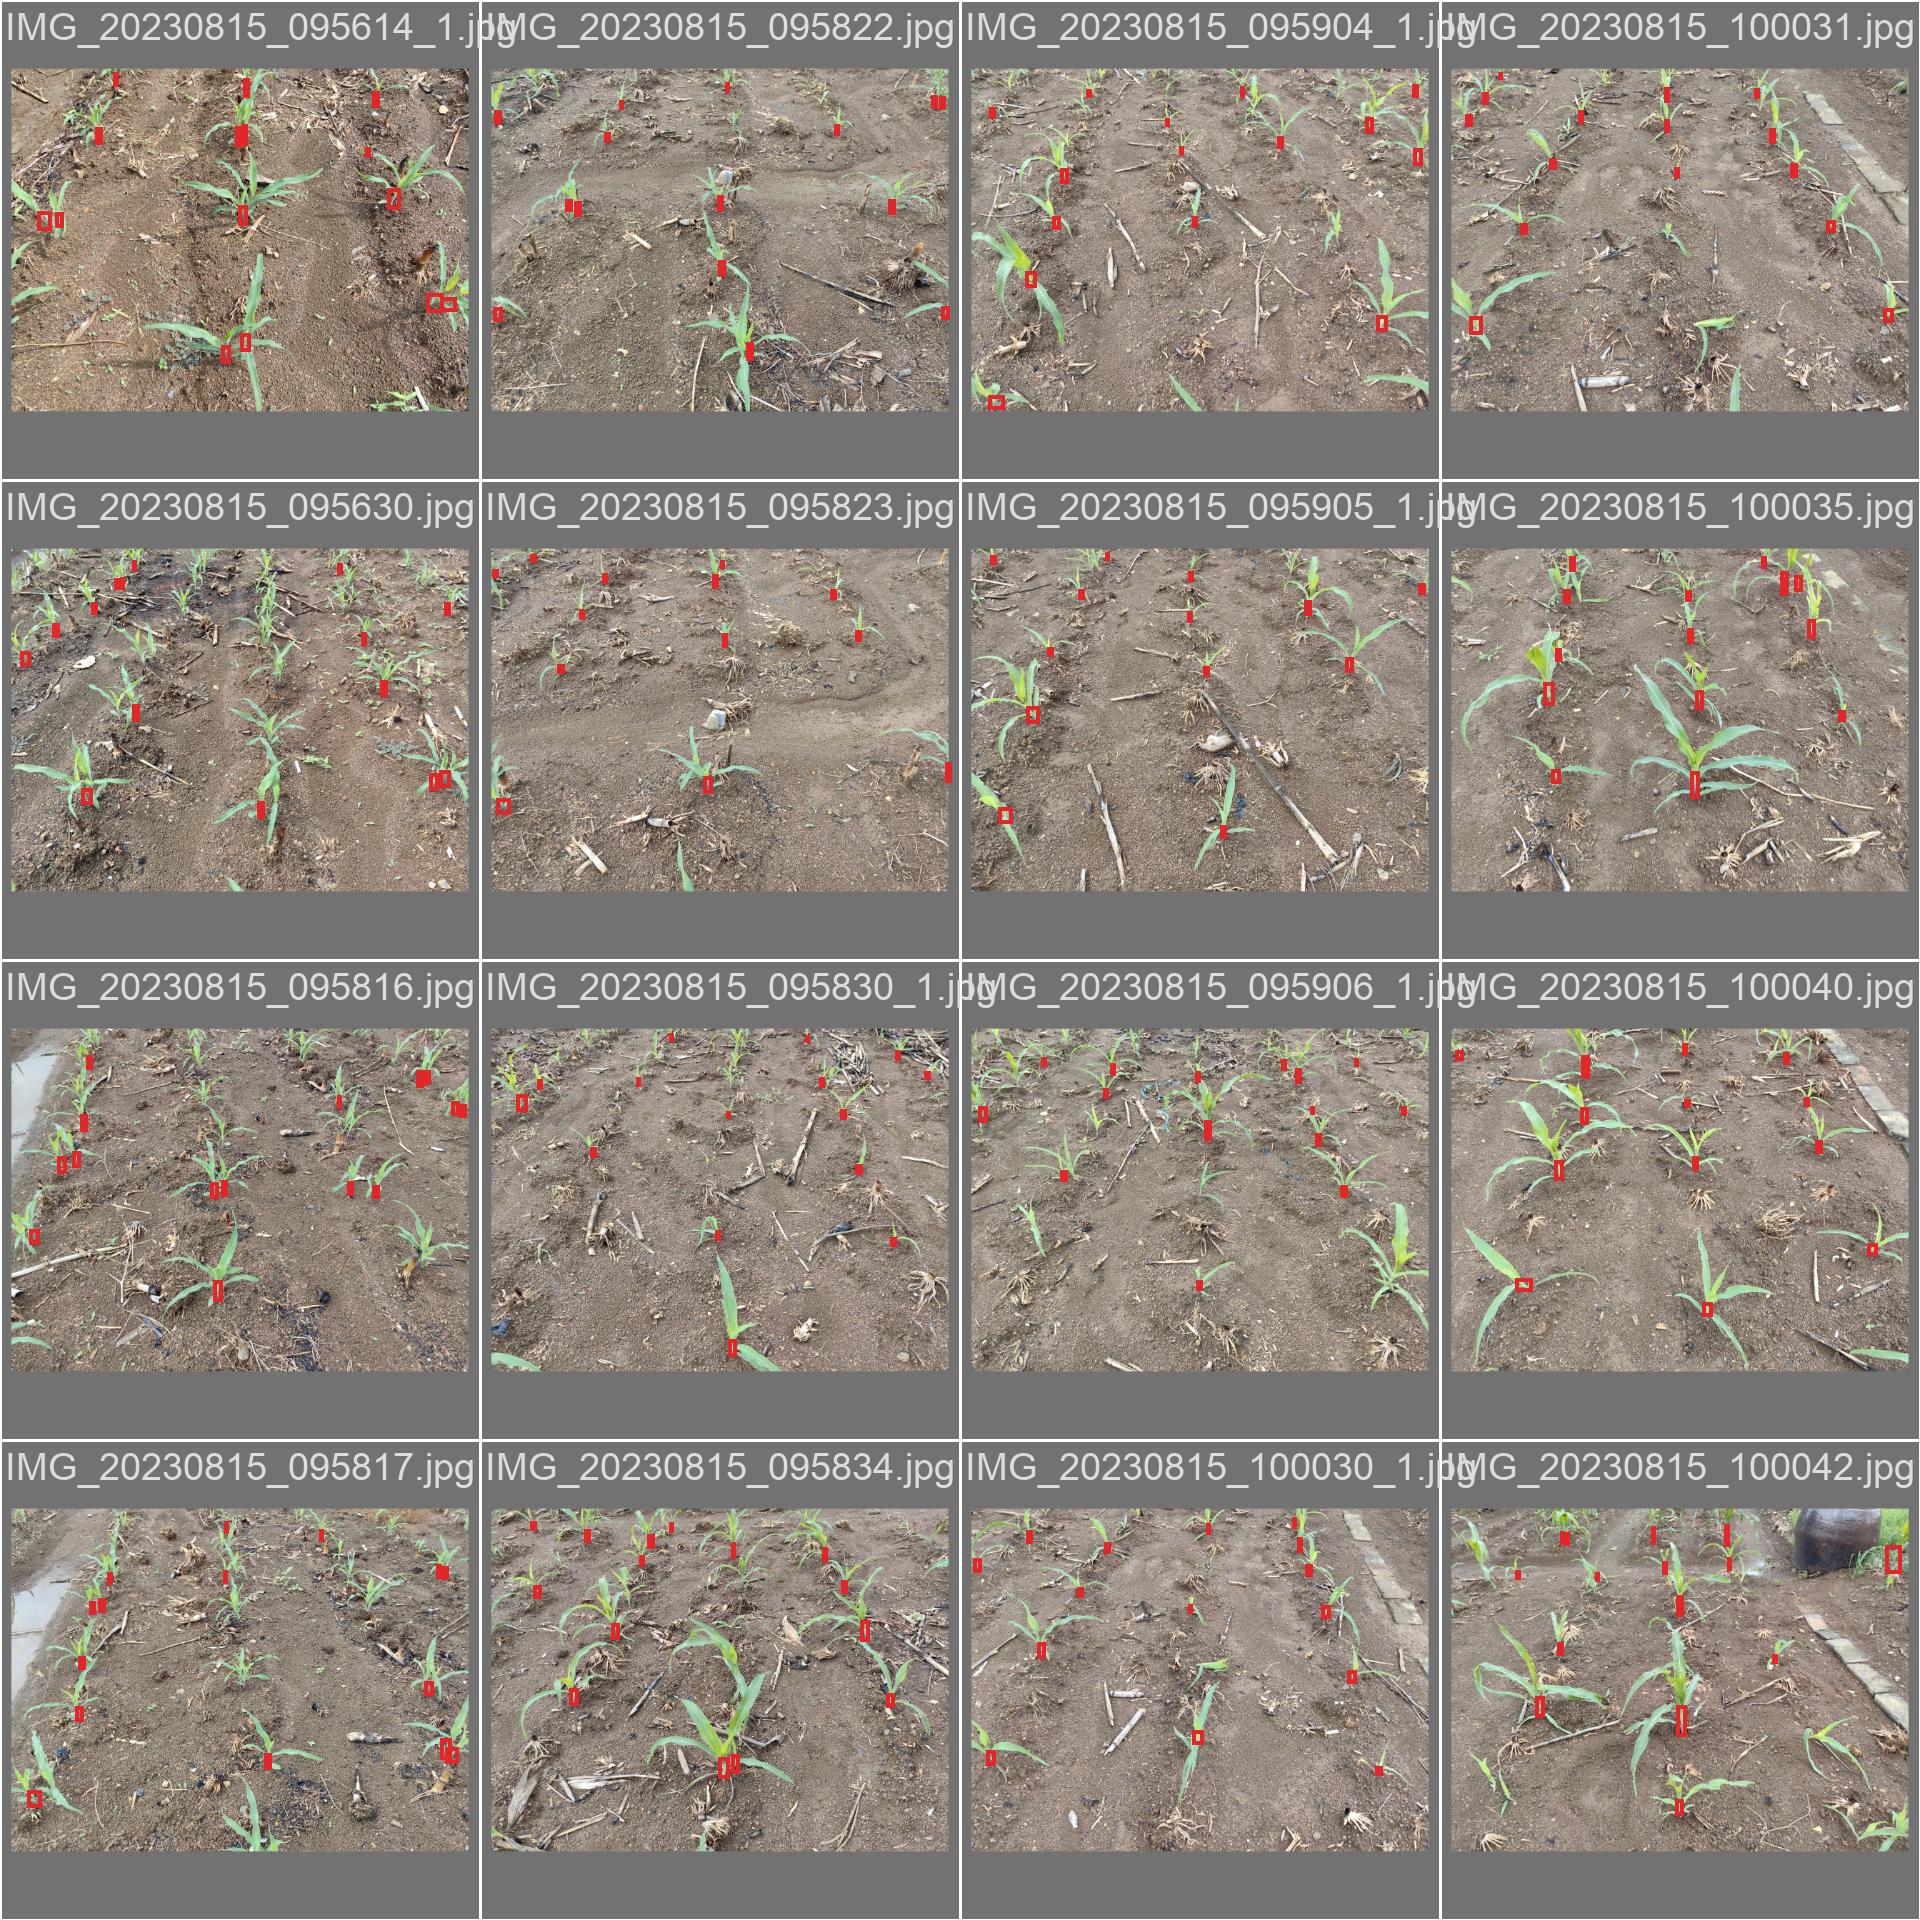 IMG_20230815_095614_1.jpg
IMG_20230815_095822.jpg
IMG_20230815_095904_1.jpg
IMG_20230815_100031.jpg
IMG_20230815_095630.jpg
IMG_20230815_095823.jpg
IMG_20230815_095905_1.jpg
IMG_20230815_100035.jpg
IMG_20230815_095816.jpg
IMG_20230815_095830_1.jpg
IMG_20230815_095906_1.jpg
IMG_20230815_100040.jpg
IMG_20230815_095817.jpg
IMG_20230815_095834.jpg
IMG_20230815_100030_1.jpg
IMG_20230815_100042.jpg